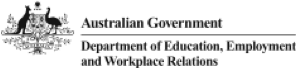 Australian Government
Department of Education, Employment
and Workplace Relations